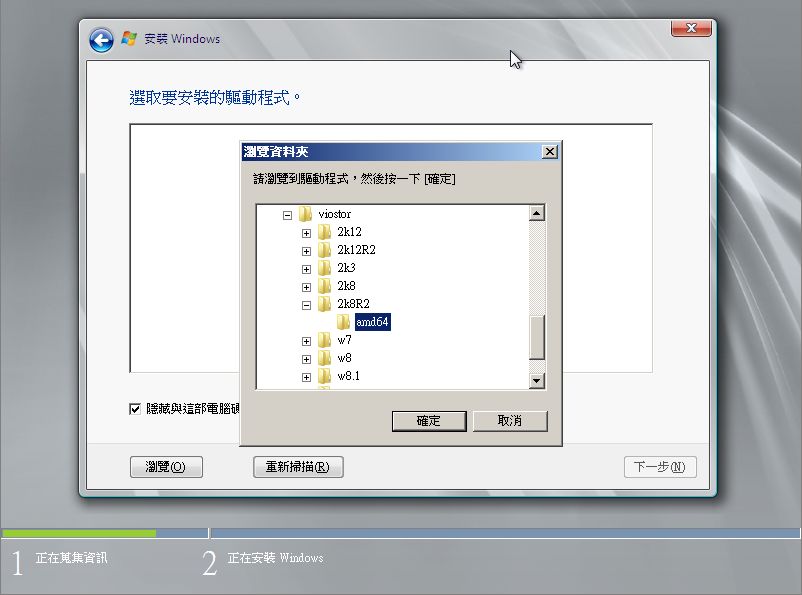 安裝 Windows
選取要安裝的驅動程式。
瀏覽資料夾
請瀏覽到驅動程式，然後按一下 [確定]
viostor
2k12
2k12R2
2k3
2k8
2k8R2
amd64
w7
w8
w8.1
確定
取消
隱藏與這部電腦硬
瀏覽(O)
重新掃描(R)
下一步(N)
1 正在蒐集資訊
2 正在安裝 Windows